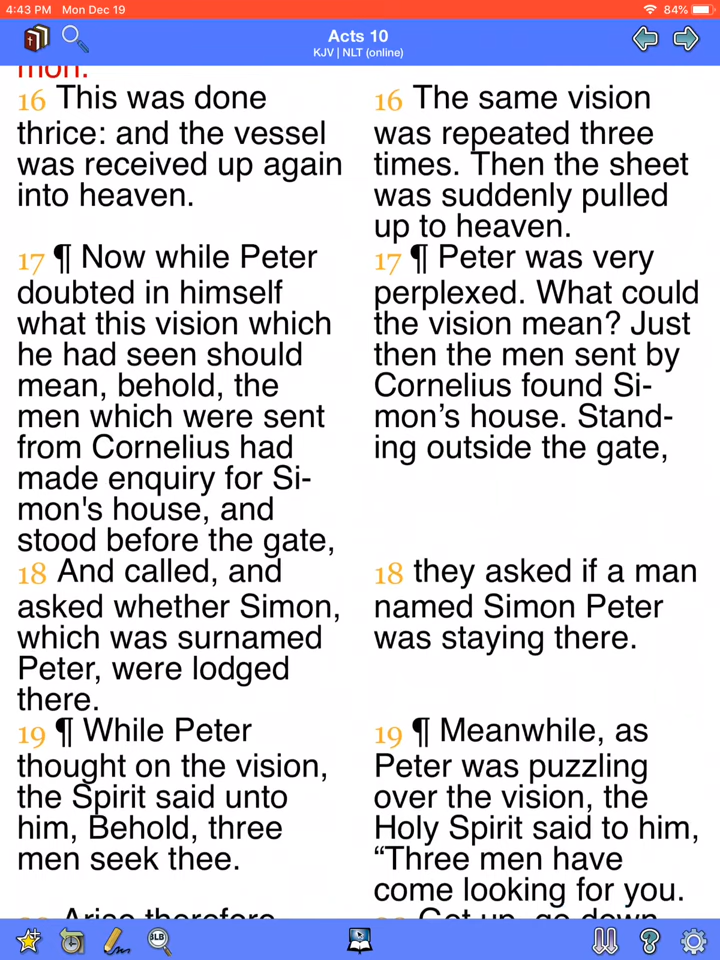 4:43 PM Mon Dec 19
84%
Acts 10
KJV | NLT (online)
mon.
16 This was done
thrice: and the vessel
was received up again
into heaven.
17 ¶ Now while Peter
doubted in himself
what this vision which
he had seen should
mean, behold, the
men which were sent
from Cornelius had
made enquiry for Si-
mon's house, and
stood before the gate,
18 And called, and
asked whether Simon,
which was surnamed
Peter, were lodged
there.
19 ¶ While Peter
thought on the vision,
the Spirit said unto
him, Behold, three
men seek thee.
Arise therefore
16 The same vision
was repeated three
times. Then the sheet
was suddenly pulled
up to heaven.
17 ¶ Peter was very
perplexed. What could
the vision mean? Just
then the men sent by
Cornelius found Si-
mon’s house. Stand-
ing outside the gate,
18 they asked if a man
named Simon Peter
was staying there.
19 ¶ Meanwhile, as
Peter was puzzling
over the vision, the
Holy Spirit said to him,
“Three men have
come looking for you.
Get up, go down
BLB